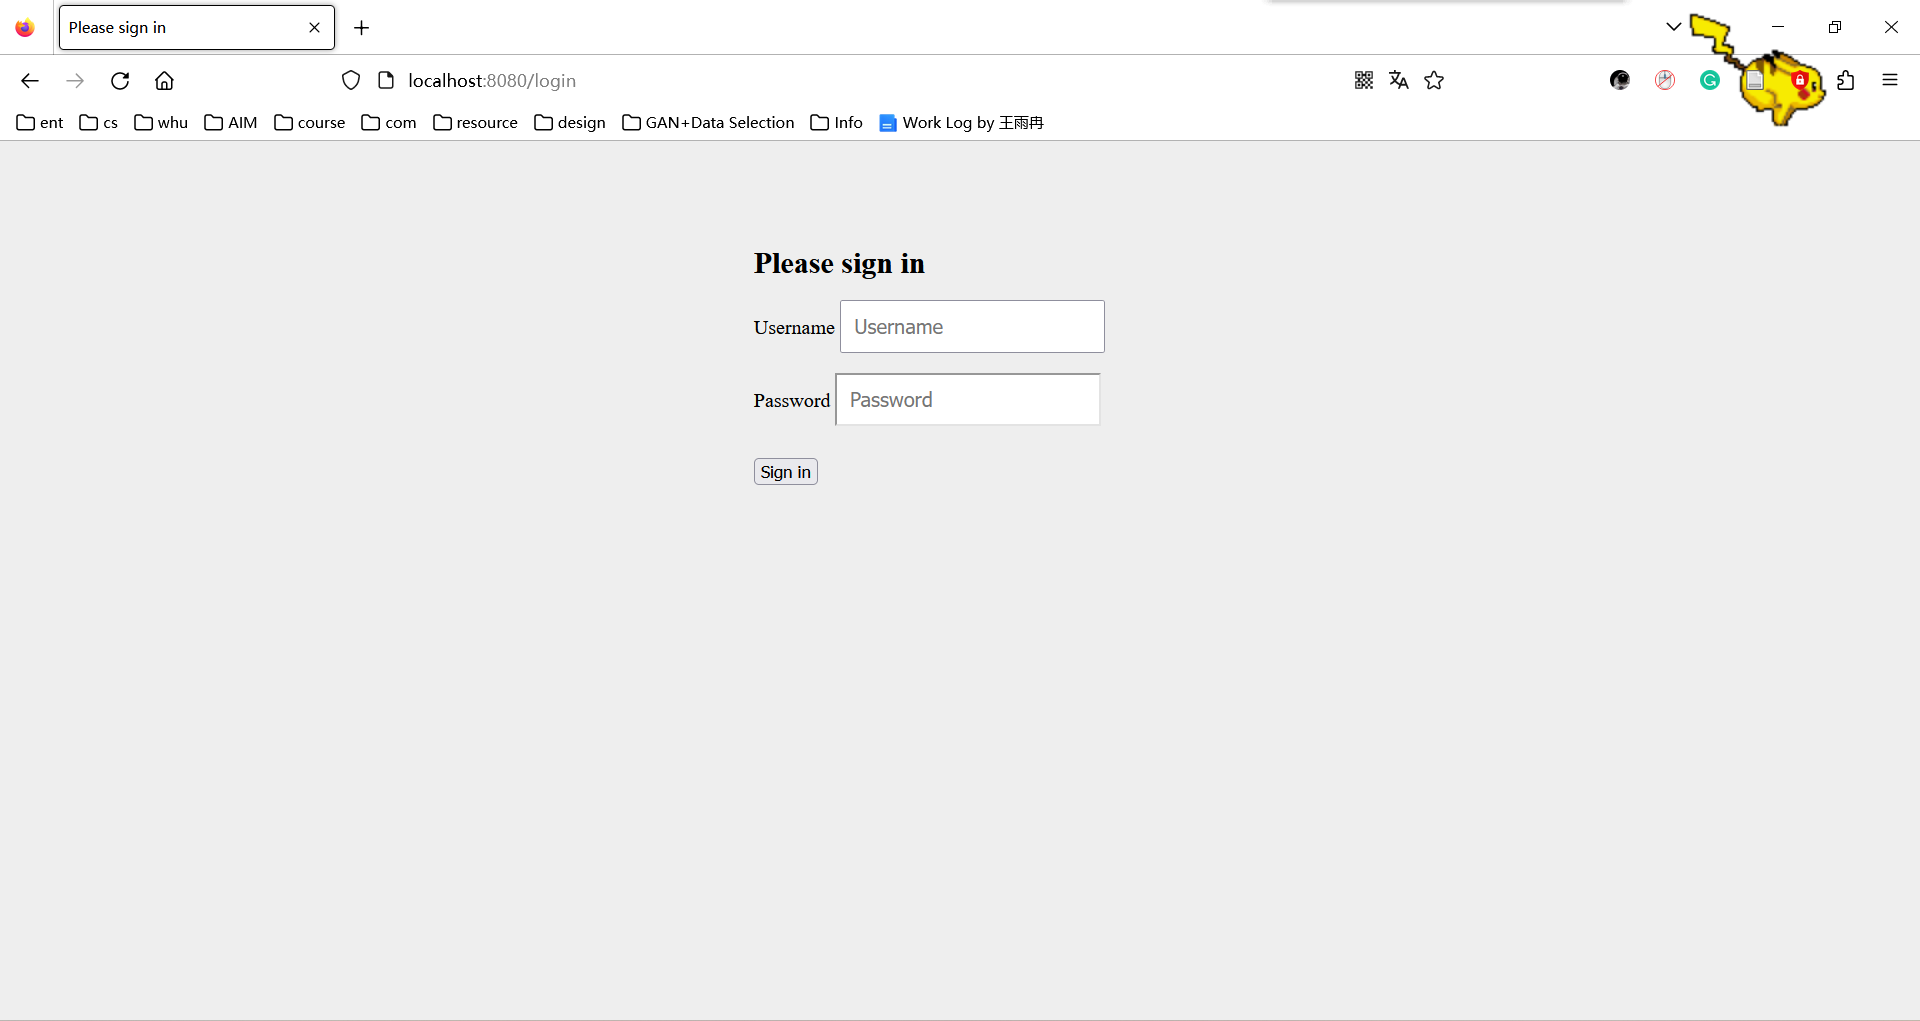 Please sign in
localhost:8080/login
ent cs whu AIM course com resource design GAN+Data Selection Info Work Log by 王雨冉
Please sign in
Username Username
Password Password
Sign in